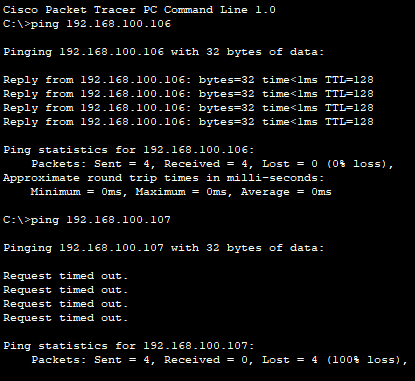 Cisco Packet Tracer PC Command Line 1.0
C:\>ping 192.168.100.106
Pinging 192.168.100.106 with 32 bytes of data:
Reply from 192.168.100.106: bytes=32 time<1ms TTL=128
Reply from 192.168.100.106: bytes=32 time<1ms TTL=128
Reply from 192.168.100.106: bytes=32 time<1ms TTL=128
Reply from 192.168.100.106: bytes=32 time<1ms TTL=128
Ping statistics for 192.168.100.106:
    Packets: Sent = 4, Received = 4, Lost = 0 (0% loss),
Approximate round trip times in milli-seconds:
    Minimum = 0ms, Maximum = 0ms, Average = 0ms
C:\>ping 192.168.100.107
Pinging 192.168.100.107 with 32 bytes of data:
Request timed out.
Request timed out.
Request timed out.
Request timed out.
Ping statistics for 192.168.100.107:
    Packets: Sent = 4, Received = 0, Lost = 4 (100% loss),